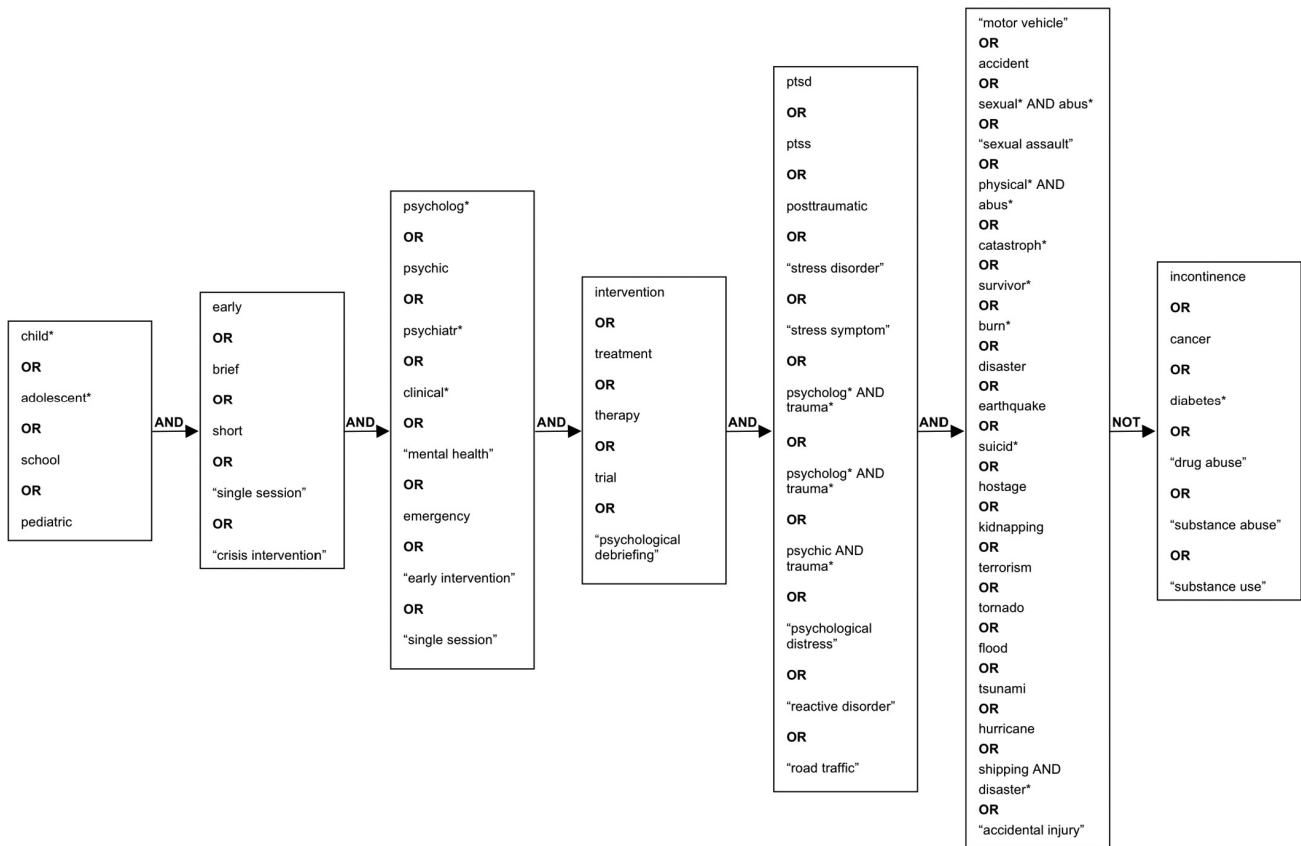 child*
OR
adolescent*
OR
school
OR
pediatric
AND
early
OR
brief
OR
short
OR
“single session”
OR
“crisis intervention”
AND
psycholog*
OR
psychic
OR
psychiatr*
OR
clinical*
OR
“mental health”
OR
emergency
OR
“early intervention”
OR
“single session”
AND
intervention
OR
treatment
OR
therapy
OR
trial
OR
“psychological
debriefing”
AND
ptsd
OR
ptss
OR
posttraumatic
OR
“stress disorder”
OR
“stress symptom”
OR
psycholog* AND
trauma*
OR
psycholog* AND
trauma*
OR
psychic AND
trauma*
OR
“psychological
distress”
OR
“reactive disorder”
OR
“road traffic”
AND
“motor vehicle”
OR
accident
OR
sexual* AND abus*
OR
“sexual assault”
OR
physical* AND
abus*
OR
catastroph*
OR
survivor*
OR
burn*
OR
disaster
OR
earthquake
OR
suicid*
OR
hostage
OR
kidnapping
OR
terrorism
OR
tornado
OR
flood
OR
tsunami
OR
hurricane
OR
shipping AND
disaster*
OR
“accidental injury”
NOT
incontinence
OR
cancer
OR
diabetes*
OR
“drug abuse”
OR
“substance abuse”
OR
“substance use”